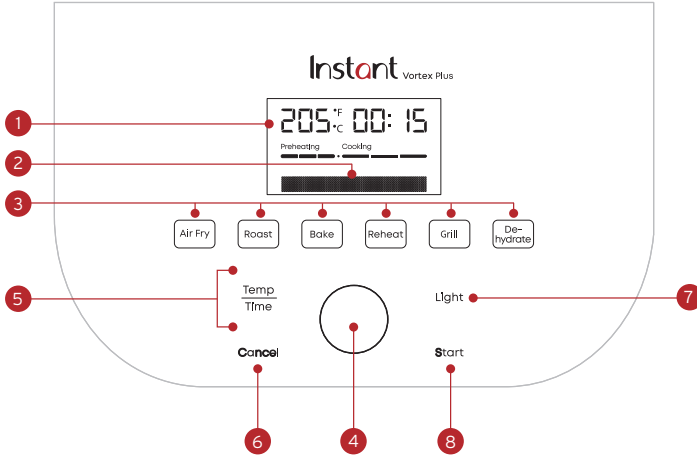 Instant Vortex Plus
1
205 °F °C 00:15
Preheating Cooking
2
3
Air Fry Roast Bake Reheat Grill De-
hydrate
5
Temp
Time
Light 7
Cancel Start
6 4 8